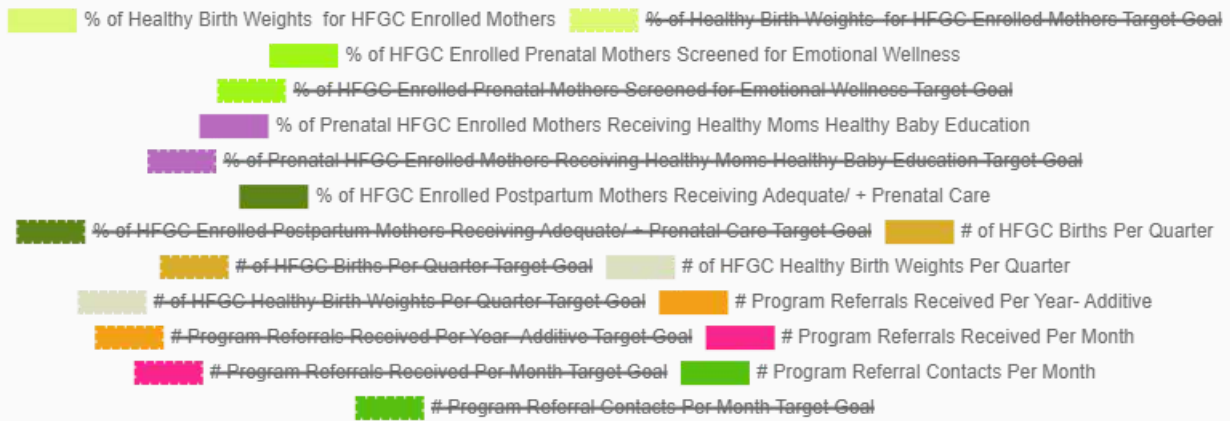 % of Healthy Birth Weights for HFGC Enrolled Mothers % of Healthy Birth Weights for HFGC Enrolled Mothers Target Goal
% of HFGC Enrolled Prenatal Mothers Screened for Emotional Wellness
% of HFGC Enrolled Prenatal Mothers Screened for Emotional Wellness Target Goal
% of Prenatal HFGC Enrolled Mothers Receiving Healthy Moms Healthy Baby Education
% of Prenatal HFGC Enrolled Mothers Receiving Healthy Moms Healthy Baby Education Target Goal
% of HFGC Enrolled Postpartum Mothers Receiving Adequate/ + Prenatal Care
% of HFGC Enrolled Postpartum Mothers Receiving Adequate/ + Prenatal Care Target Goal # of HFGC Births Per Quarter
# of HFGC Births Per Quarter Target Goal # of HFGC Healthy Birth Weights Per Quarter
# of HFGC Healthy Birth Weights Per Quarter Target Goal # Program Referrals Received Per Year- Additive
# Program Referrals Received Per Year- Additive Target Goal # Program Referrals Received Per Month
# Program Referrals Received Per Month Target Goal # Program Referral Contacts Per Month
# Program Referral Contacts Per Month Target Goal